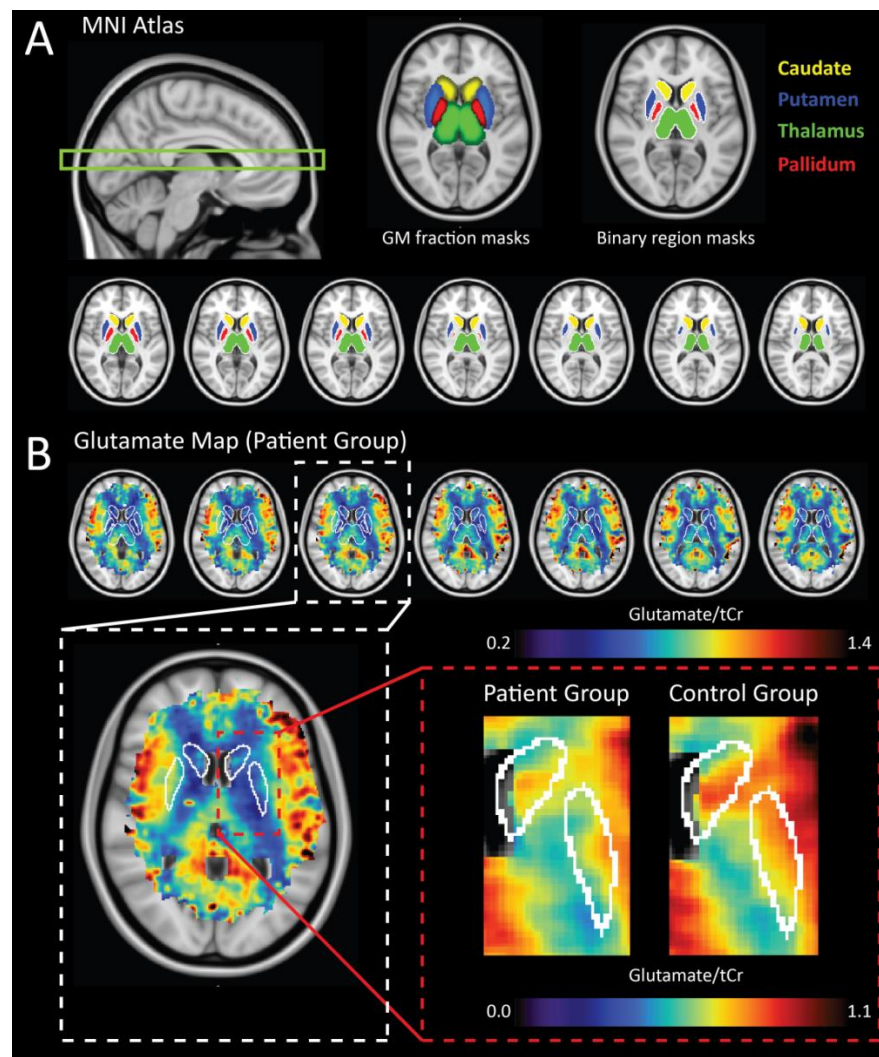 A
MNI Atlas
Caudate
Putamen
Thalamus
Pallidum
GM fraction masks
Binary region masks
B
Glutamate Map (Patient Group)
Glutamate/tCr
0.2
1.4
Patient Group
Control Group
Glutamate/tCr
0.0
1.1